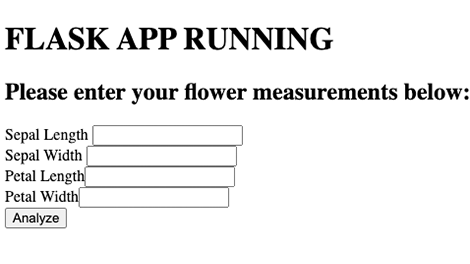 FLASK APP RUNNING
Please enter your flower measurements below:
Sepal Length
Sepal Width
Petal Length
Petal Width
Analyze